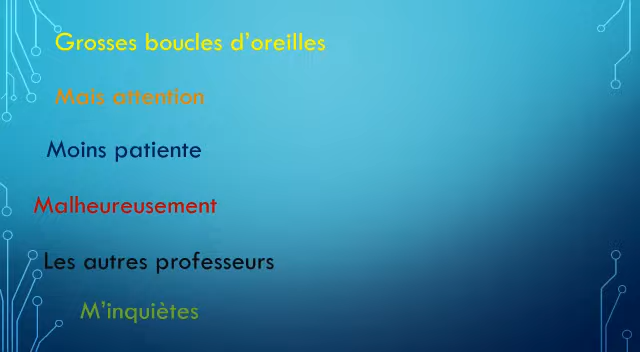 Grosses boucles d’oreilles
Mais attention
Moins patiente
Malheureusement
Les autres professeurs
M’inquiètes